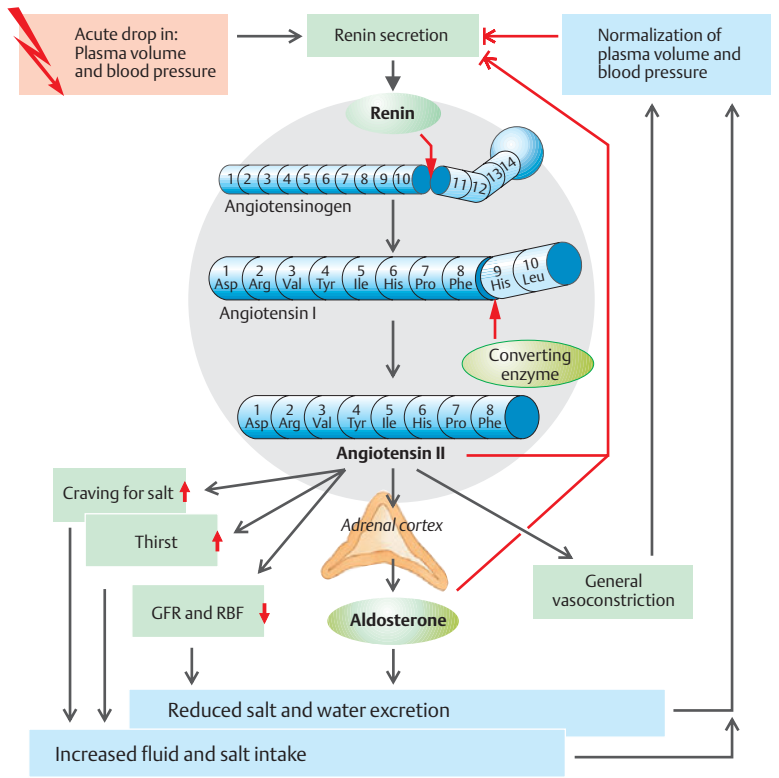 Acute drop in:
Plasma volume
and blood pressure
Renin secretion
Normalization of
plasma volume and
blood pressure
Renin
1 2 3 4 5 6 7 8 9 10 11 12 13 14
Angiotensinogen
1 2 3 4 5 6 7 8 9 10
Asp Arg Val Tyr Ile His Pro Phe His Leu
Angiotensin I
Converting
enzyme
1 2 3 4 5 6 7 8
Asp Arg Val Tyr Ile His Pro Phe
Angiotensin II
Craving for salt
Thirst
Adrenal cortex
GFR and RBF
Aldosterone
General
vasoconstriction
Reduced salt and water excretion
Increased fluid and salt intake